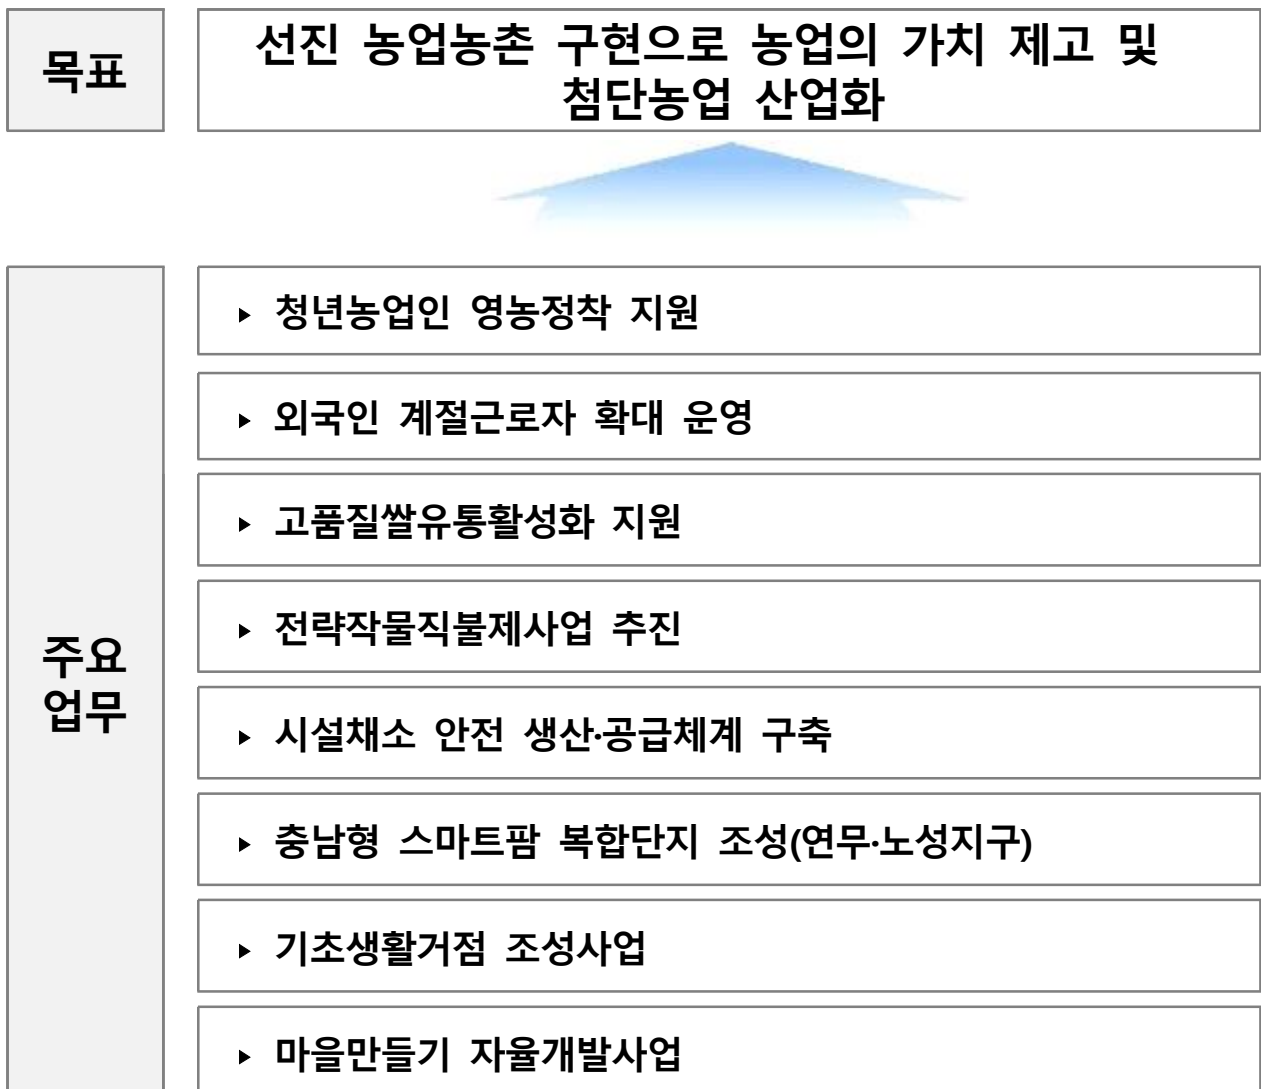 목표
선진 농업농촌 구현으로 농업의 가치 제고 및
첨단농업 산업화
주요
업무
▸ 청년농업인 영농정착 지원
▸ 외국인 계절근로자 확대 운영
▸ 고품질쌀유통활성화 지원
▸ 전략작물직불제사업 추진
▸ 시설채소 안전 생산·공급체계 구축
▸ 충남형 스마트팜 복합단지 조성(연무·노성지구)
▸ 기초생활거점 조성사업
▸ 마을만들기 자율개발사업